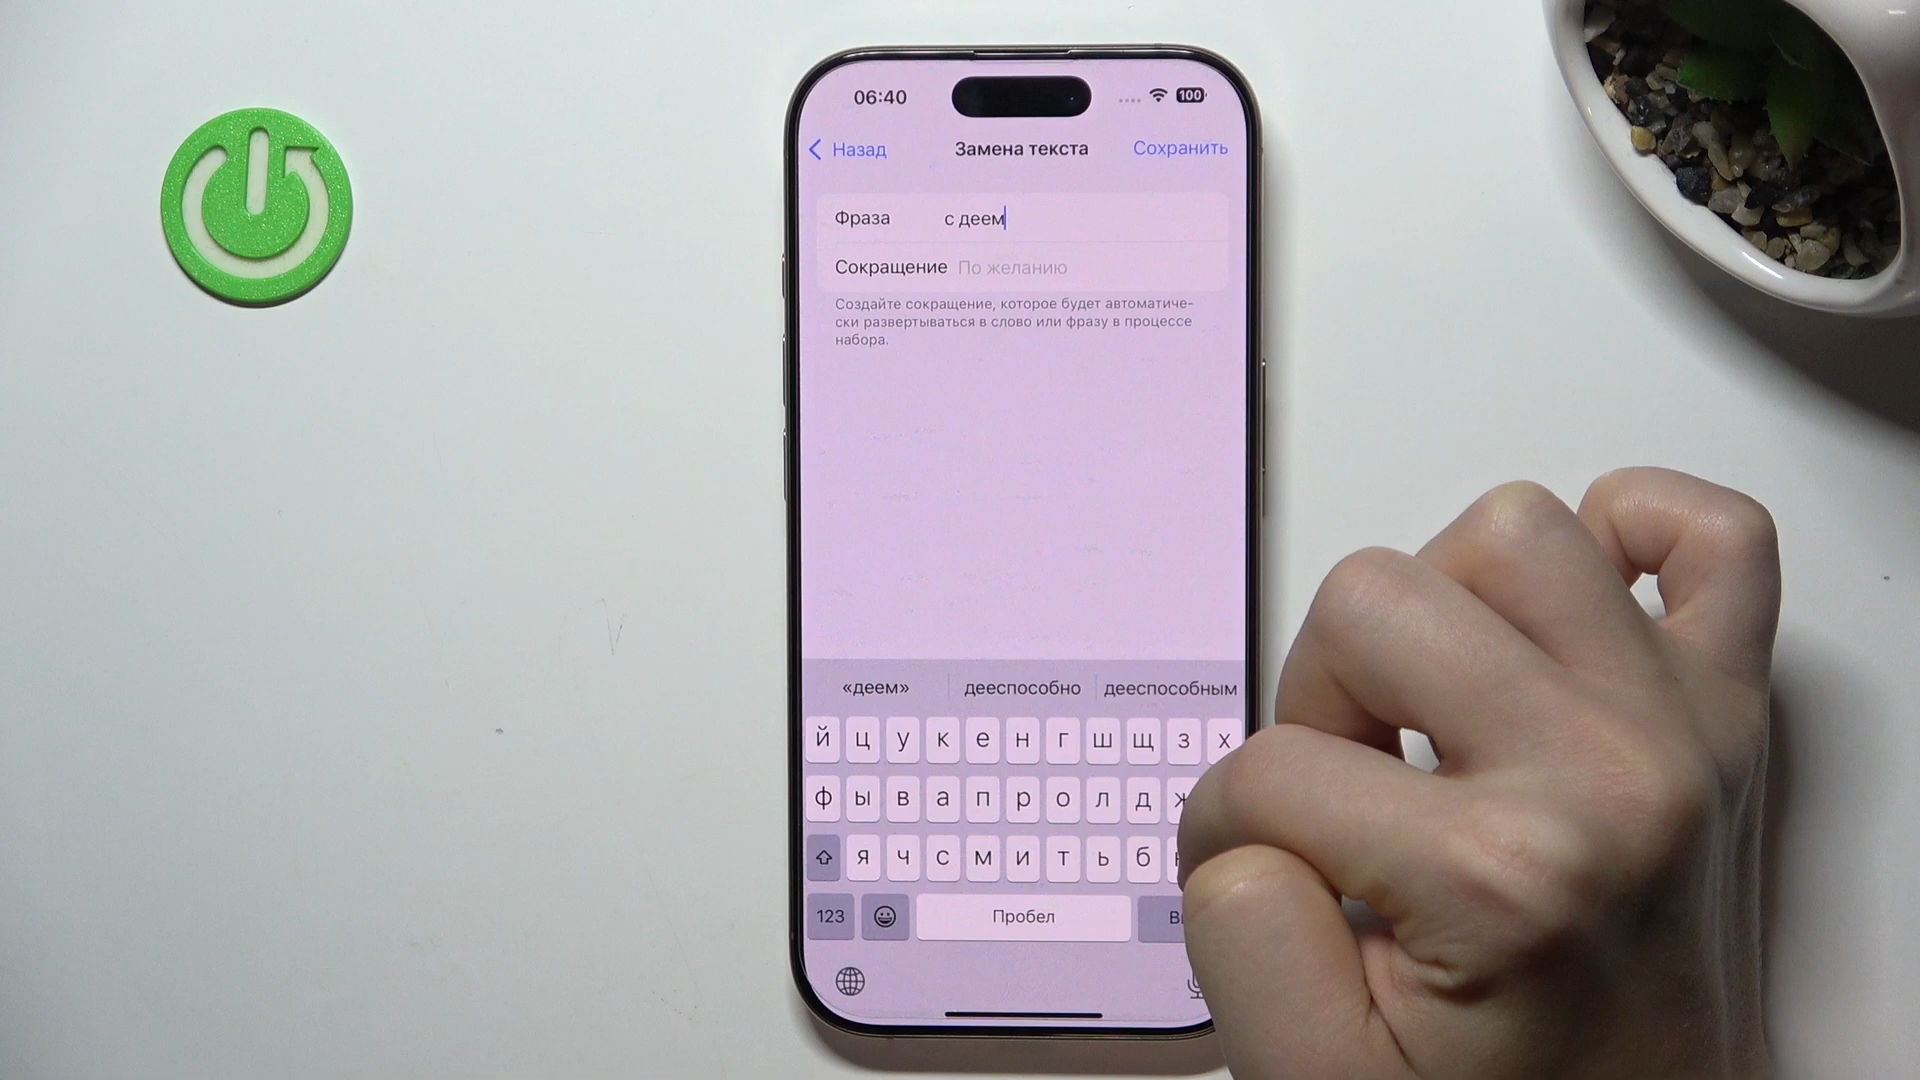 06:40 100
Назад Замена текста Сохранить
Фраза с деем
Сокращение По желанию
Создайте сокращение, которое будет автоматиче-
ски развертываться в слово или фразу в процессе
набора.
«деем» дееспособно дееспособным
й ц у к е н г ш щ з х
ф ы в а п р о л д ж
я ч с м и т ь б
123 Пробел